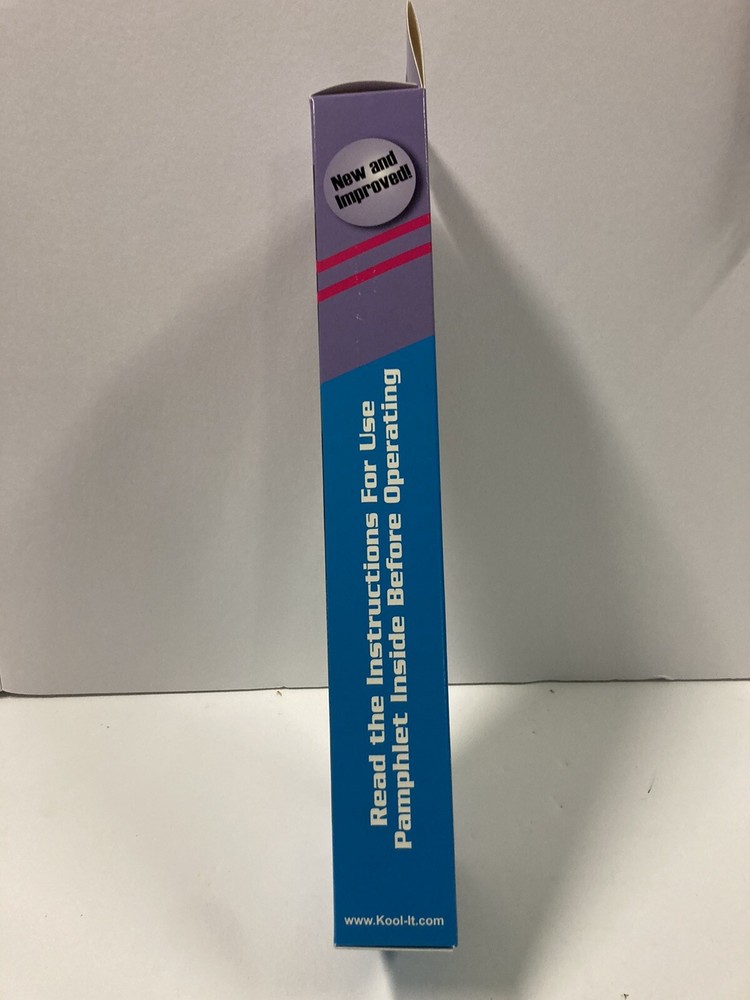 New and
Improved!
Read the Instructions For Use
Pamphlet Inside Before Operating
www.Kool-It.com